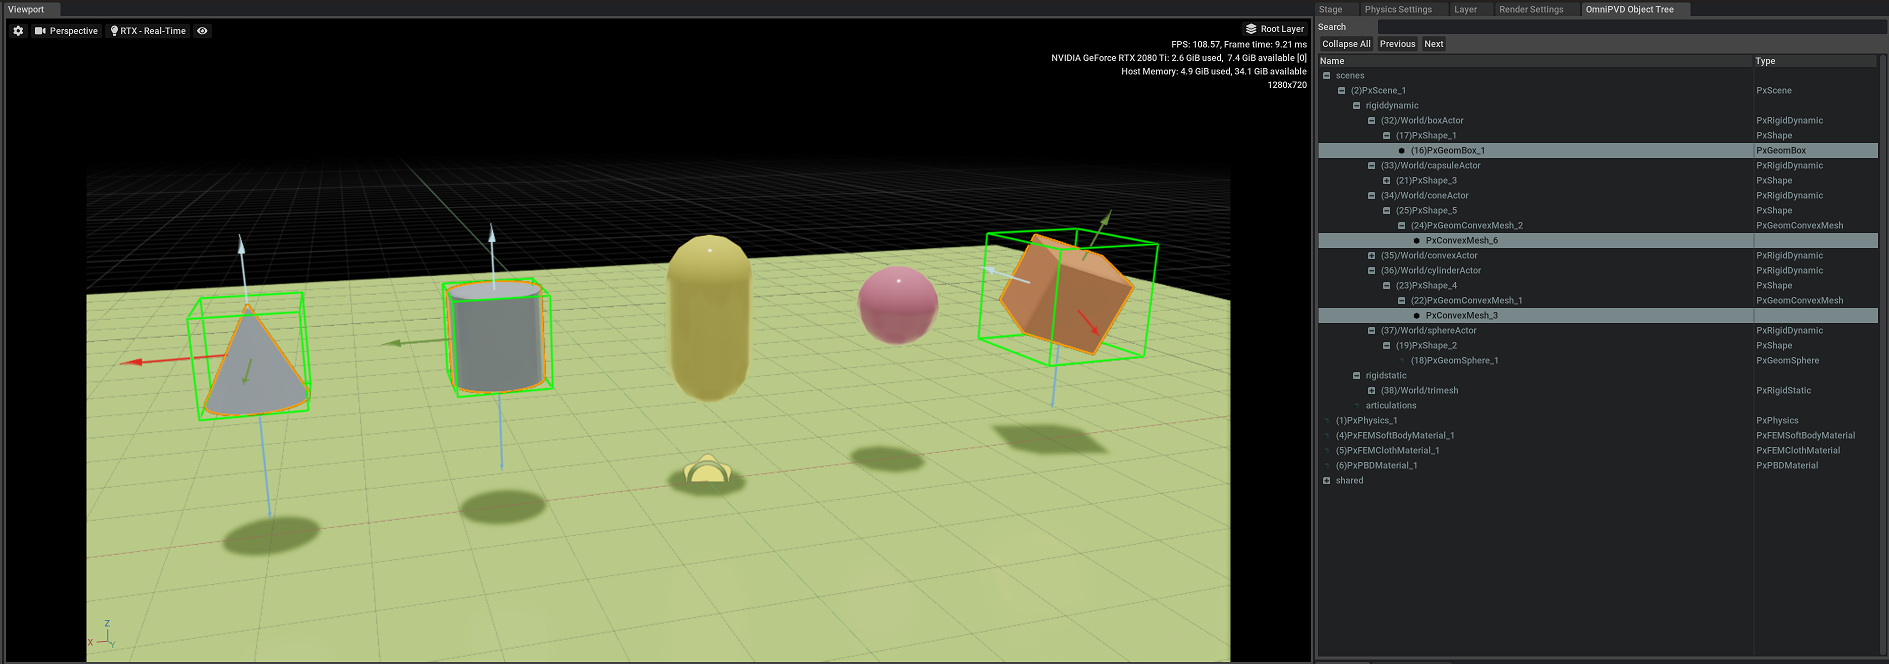 Viewport
Perspective
RTX - Real-Time
Root Layer
FPS: 108.57, Frame time: 9.21 ms
NVIDIA GeForce RTX 2080 Ti: 2.6 GiB used, 7.4 GiB available [0]
Host Memory: 4.9 GiB used, 34.1 GiB available
1280x720
Z
X
Y
Stage
Physics Settings
Layer
Render Settings
OmniPVD Object Tree
Search
Collapse All
Previous
Next
Name Type
scenes
(2)PxScene_1 PxScene
rigiddynamic
(32)/World/boxActor PxRigidDynamic
(17)PxShape_1 PxShape
(16)PxGeomBox_1 PxGeomBox
(33)/World/capsuleActor PxRigidDynamic
(21)PxShape_3 PxShape
(34)/World/coneActor PxRigidDynamic
(25)PxShape_5 PxShape
(24)PxGeomConvexMesh_2 PxGeomConvexMesh
PxConvexMesh_6
(35)/World/convexActor PxRigidDynamic
(36)/World/cylinderActor PxRigidDynamic
(23)PxShape_4 PxShape
(22)PxGeomConvexMesh_1 PxGeomConvexMesh
PxConvexMesh_3
(37)/World/sphereActor PxRigidDynamic
(19)PxShape_2 PxShape
(18)PxGeomSphere_1 PxGeomSphere
rigidstatic
(38)/World/trimesh PxRigidStatic
articulations
(1)PxPhysics_1 PxPhysics
(4)PxFEMSoftBodyMaterial_1 PxFEMSoftBodyMaterial
(5)PxFEMClothMaterial_1 PxFEMClothMaterial
(6)PxPBDMaterial_1 PxPBDMaterial
shared